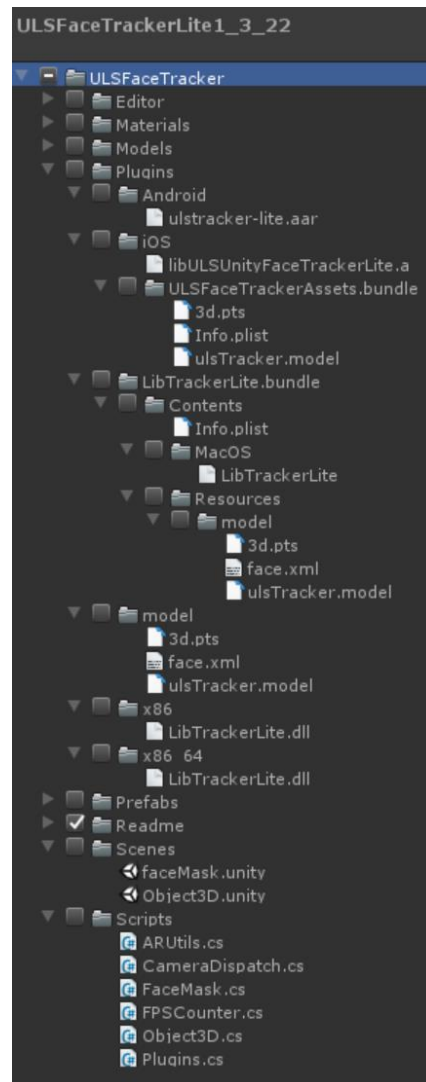 ULSFaceTrackerLite1_3_22
ULSFaceTracker
Editor
Materials
Models
Plugins
Android
ulstracker-lite.aar
iOS
libULSUnityFaceTrackerLite.a
ULSFaceTrackerAssets.bundle
3d.pts
Info.plist
ulsTracker.model
LibTrackerLite.bundle
Contents
Info.plist
MacOS
LibTrackerLite
Resources
model
3d.pts
face.xml
ulsTracker.model
model
3d.pts
face.xml
ulsTracker.model
x86
LibTrackerLite.dll
x86_64
LibTrackerLite.dll
Prefabs
Readme
Scenes
faceMask.unity
Object3D.unity
Scripts
ARUtils.cs
CameraDispatch.cs
FaceMask.cs
FPSCounter.cs
Object3D.cs
Plugins.cs